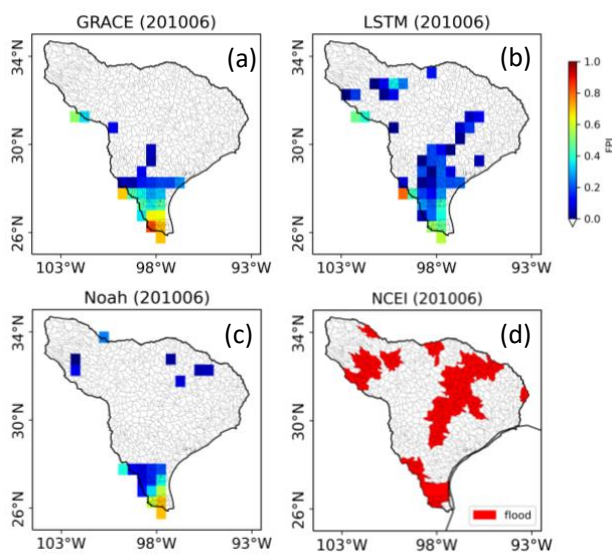 GRACE (201006)
LSTM (201006)
(a)
(b)
34°N
30°N
26°N
34°N
30°N
26°N
1.0
0.8
0.6
0.4
0.2
0.0
FPI
103°W 98°W 93°W
103°W 98°W 93°W
Noah (201006)
NCEI (201006)
(c)
(d)
34°N
30°N
26°N
34°N
30°N
26°N
flood
103°W 98°W 93°W
103°W 98°W 93°W